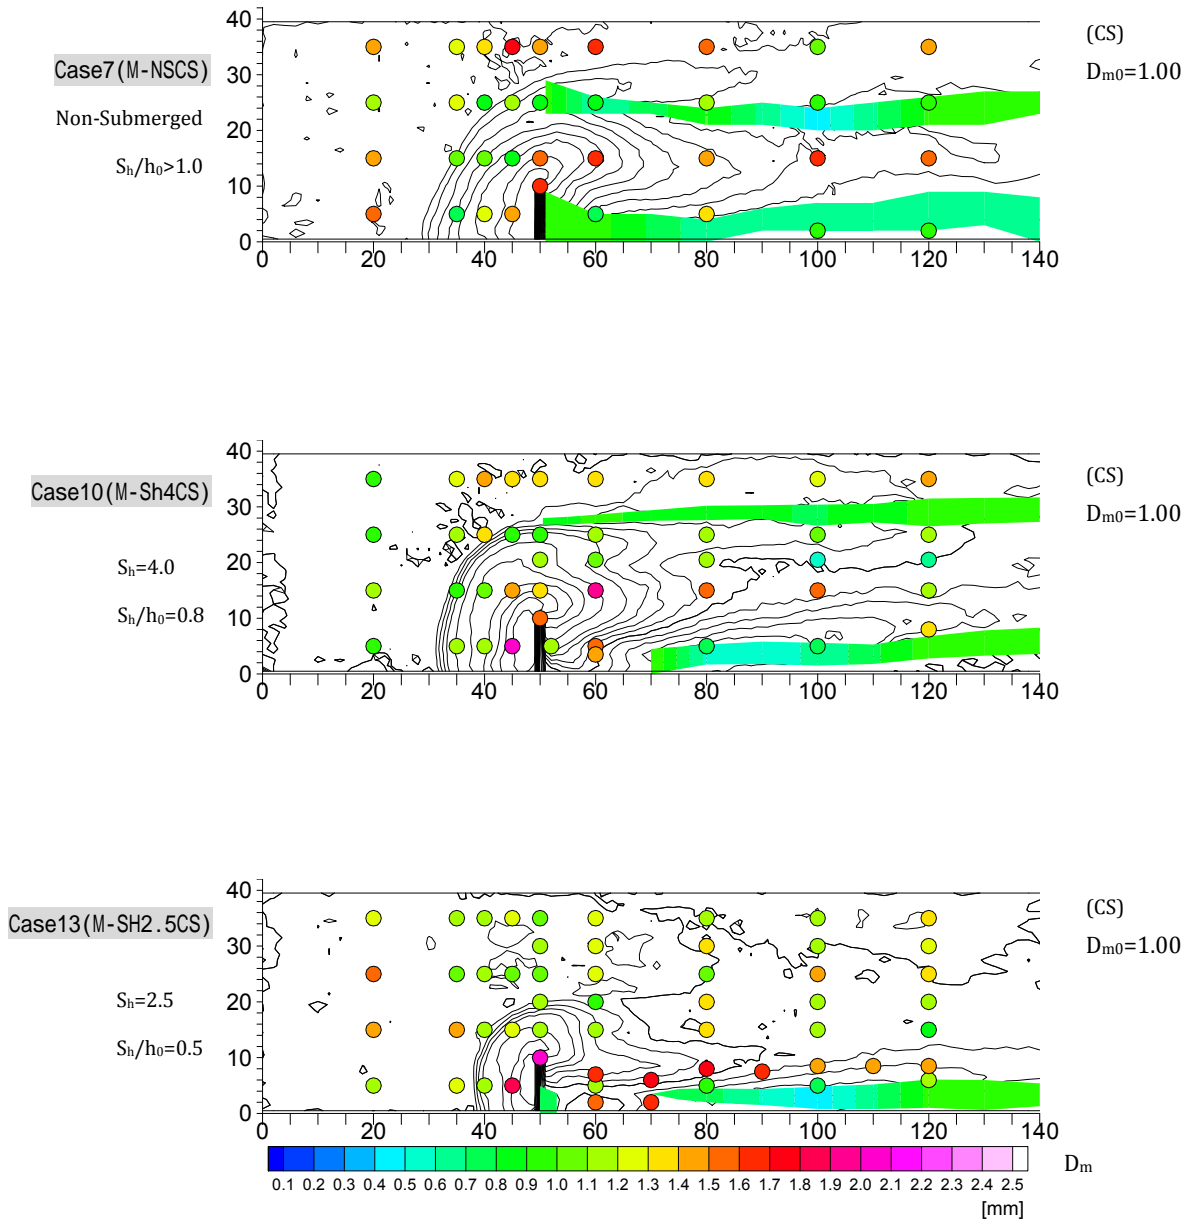 40
30
20
10
0
0 20 40 60 80 100 120 140
Case7(M-NSCS)
Non-Submerged
Sh/h0>1.0
(CS)
Dm0=1.00
40
30
20
10
0
0 20 40 60 80 100 120 140
Case10(M-Sh4CS)
Sh=4.0
Sh/h0=0.8
(CS)
Dm0=1.00
40
30
20
10
0
0 20 40 60 80 100 120 140
Case13(M-SH2.5CS)
Sh=2.5
Sh/h0=0.5
(CS)
Dm0=1.00
0.1 0.2 0.3 0.4 0.5 0.6 0.7 0.8 0.9 1.0 1.1 1.2 1.3 1.4 1.5 1.6 1.7 1.8 1.9 2.0 2.1 2.2 2.3 2.4 2.5
Dm
[mm]